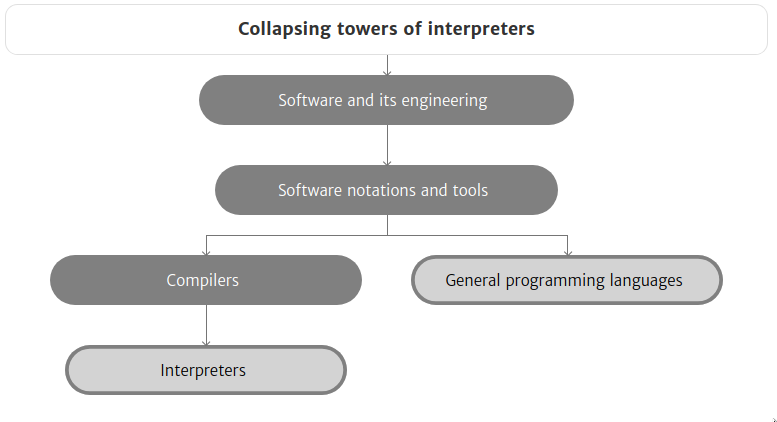 Collapsing towers of interpreters
Software and its engineering
Software notations and tools
Compilers
General programming languages
Interpreters